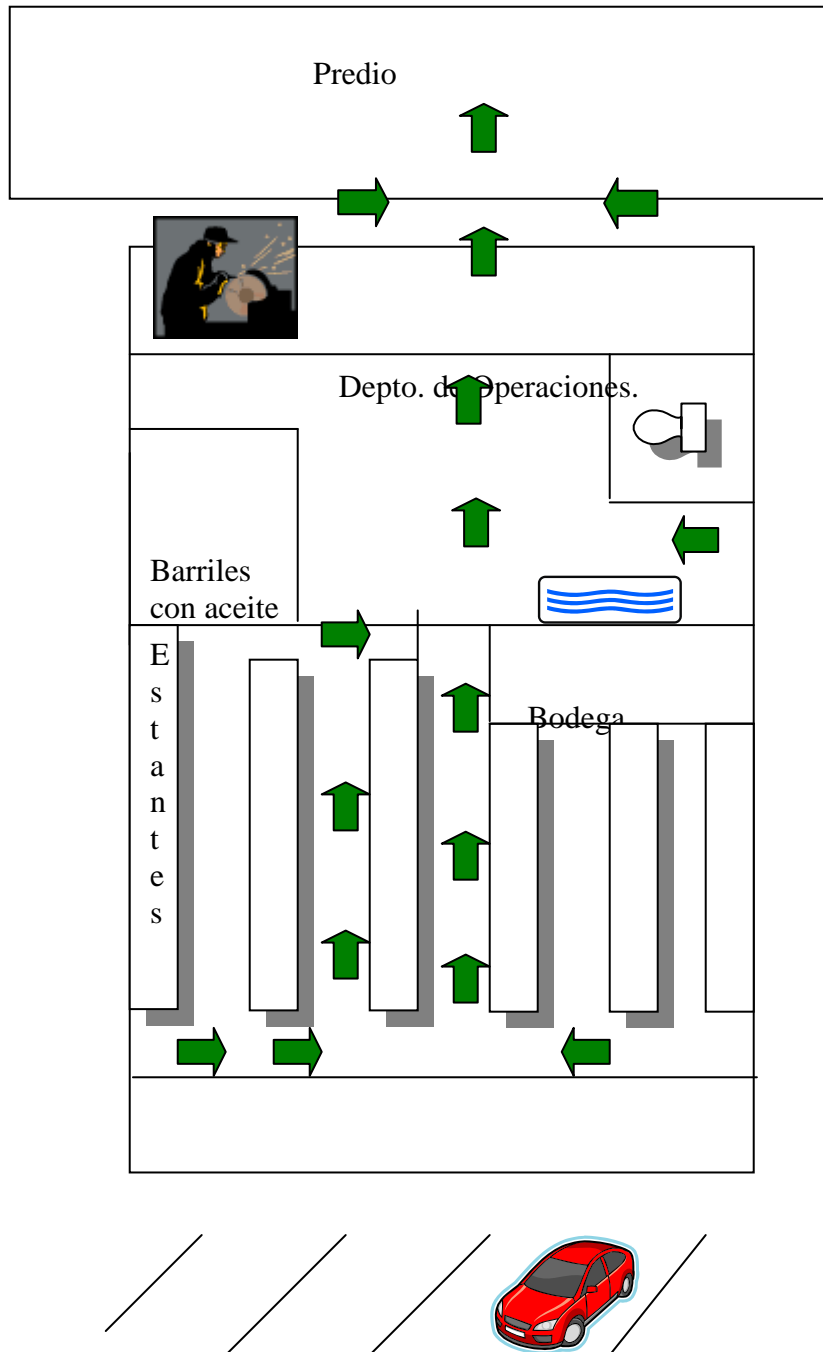 Predio
Depto. de Operaciones.
Barriles
con aceite
E
s
t
a
n
t
e
s
Bodega